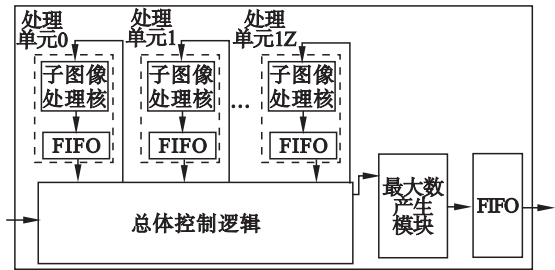 处理
单元0
处理
单元1
处理
单元1Z
子图像
处理核
子图像
处理核
子图像
处理核
...
FIFO
FIFO
FIFO
总体控制逻辑
最大数
产生
模块
FIFO